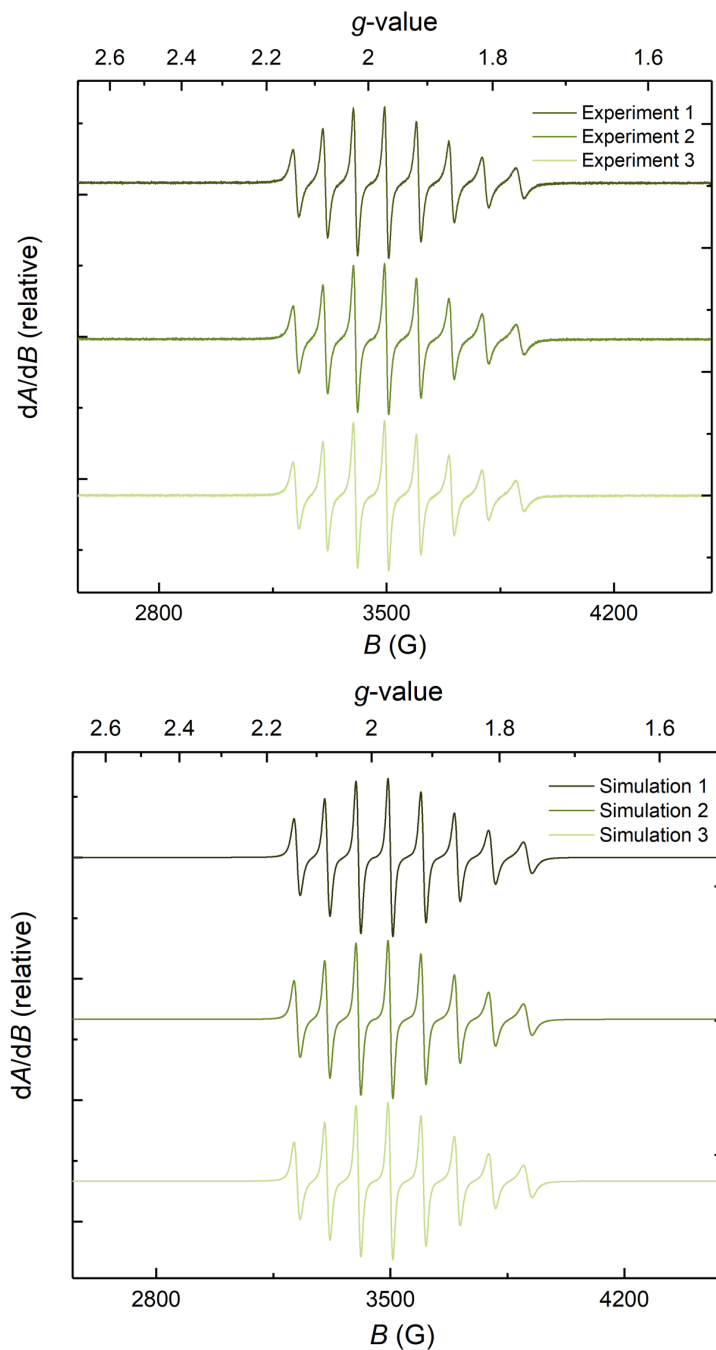 g-value
2.6 2.4 2.2 2 1.8 1.6
Experiment 1
Experiment 2
Experiment 3
dA/dB (relative)
2800 3500 4200
B (G)
g-value
2.6 2.4 2.2 2 1.8 1.6
Simulation 1
Simulation 2
Simulation 3
dA/dB (relative)
2800 3500 4200
B (G)